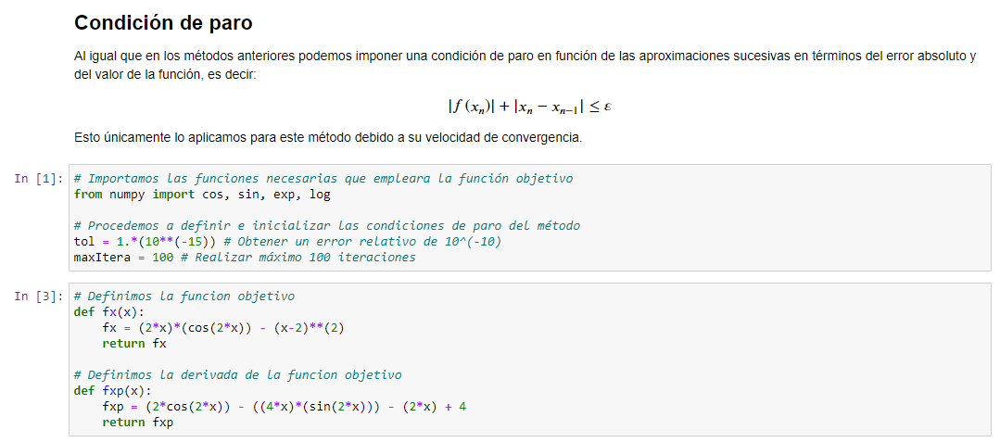 Condición de paro
Al igual que en los métodos anteriores podemos imponer una condición de paro en función de las aproximaciones sucesivas en términos del error absoluto y
del valor de la función, es decir:
|f (xₙ)| + |xₙ − xₙ₋₁| ≤ ε
Esto únicamente lo aplicamos para este método debido a su velocidad de convergencia.
In [1]: # Importamos las funciones necesarias que empleara la función objetivo
from numpy import cos, sin, exp, log
# Procedemos a definir e inicializar las condiciones de paro del método
tol = 1.*(10**(-15)) # Obtener un error relativo de 10^(-10)
maxItera = 100 # Realizar máximo 100 iteraciones
In [3]: # Definimos la funcion objetivo
def fx(x):
    fx = (2*x)*(cos(2*x)) - (x-2)**(2)
    return fx
# Definimos la derivada de la funcion objetivo
def fxp(x):
    fxp = (2*cos(2*x)) - ((4*x)*(sin(2*x))) - (2*x) + 4
    return fxp